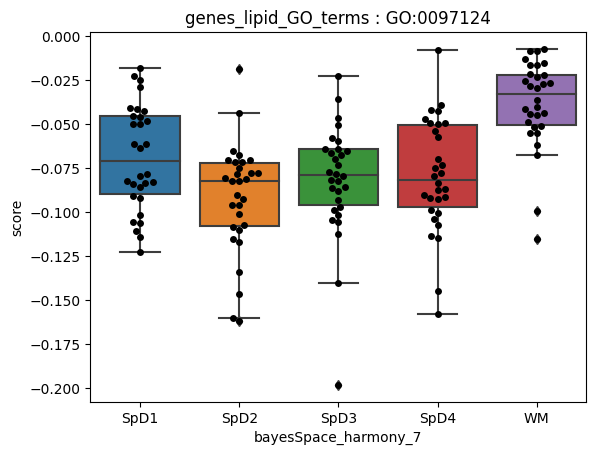 genes_lipid_GO_terms : GO:0097124
0.000
−0.025
−0.050
−0.075
−0.100
−0.125
−0.150
−0.175
−0.200
score
SpD1 SpD2 SpD3 SpD4 WM
bayesSpace_harmony_7